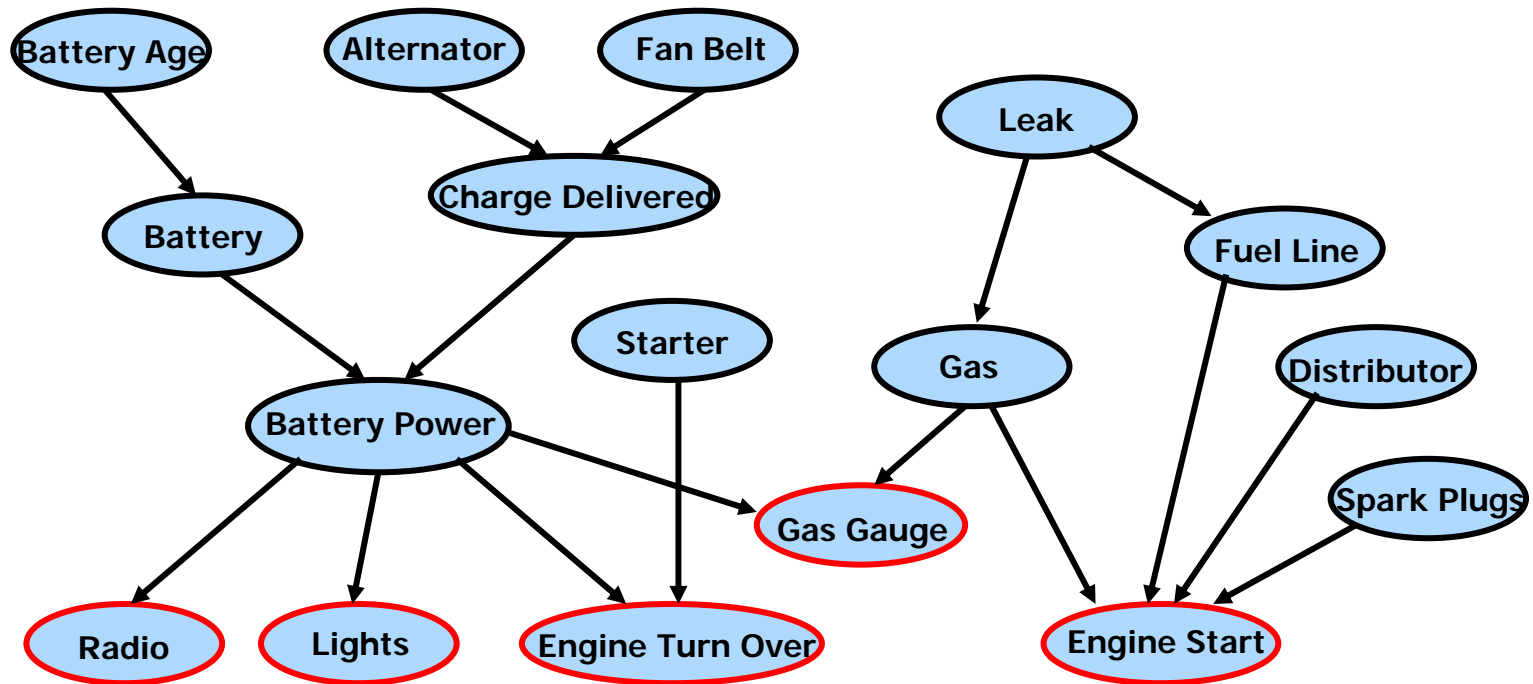 Battery Age
Alternator
Fan Belt
Leak
Charge Delivered
Battery
Fuel Line
Starter
Gas
Distributor
Battery Power
Spark Plugs
Gas Gauge
Radio
Lights
Engine Turn Over
Engine Start